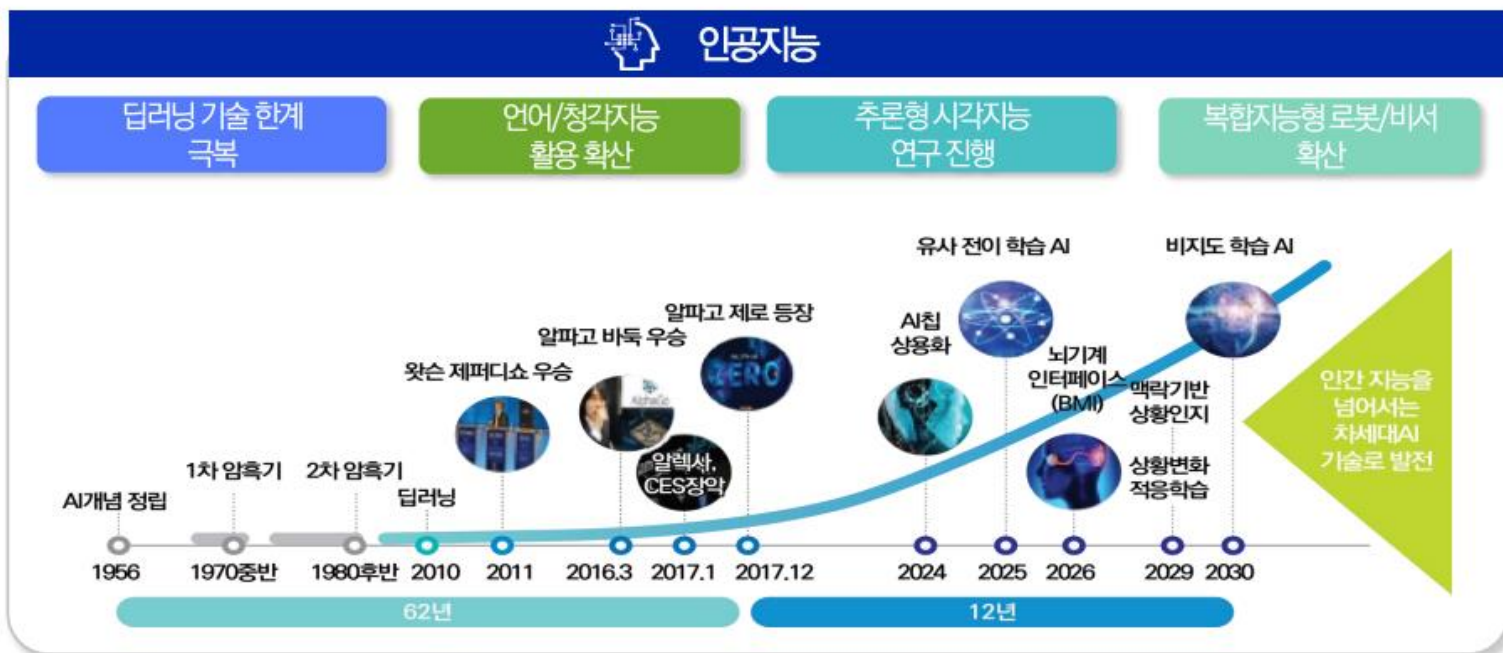 인공지능
딥러닝 기술 한계
극복
언어/청각지능
활용 확산
추론형 시각지능
연구 진행
복합지능형 로봇/비서
확산
AI개념 정립
1차 암흑기
2차 암흑기
딥러닝
왓슨 제퍼디쇼 우승
알파고 바둑 우승
AlphaGo
알렉사,
CES장악
알파고 제로 등장
ZERO
AI칩
상용화
유사 전이 학습 AI
뇌기계
인터페이스
(BMI)
맥락기반
상황인지
상황변화
적응학습
비지도 학습 AI
인간 지능을
넘어서는
차세대AI
기술로 발전
1956
1970중반
1980후반
2010
2011
2016.3
2017.1
2017.12
2024
2025
2026
2029
2030
62년
12년